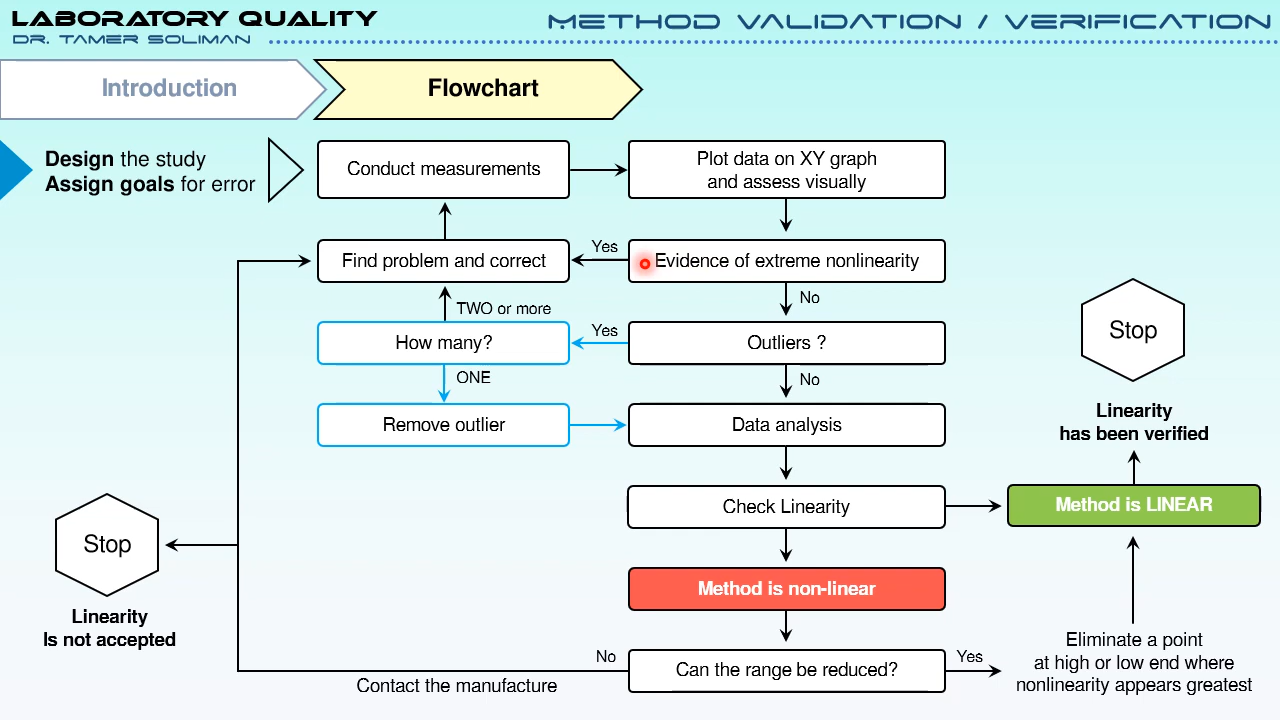 LABORATORY QUALITY
DR. TAMER SOLIMAN
METHOD VALIDATION / VERIFICATION
Introduction
Flowchart
Design the study
Assign goals for error
Conduct measurements
Plot data on XY graph
and assess visually
Find problem and correct
Yes
Evidence of extreme nonlinearity
No
TWO or more
How many?
Yes
Outliers ?
No
ONE
Remove outlier
Data analysis
Stop
Linearity
has been verified
Check Linearity
Method is LINEAR
Stop
Linearity
Is not accepted
Method is non-linear
No
Can the range be reduced?
Yes
Contact the manufacture
Eliminate a point
at high or low end where
nonlinearity appears greatest